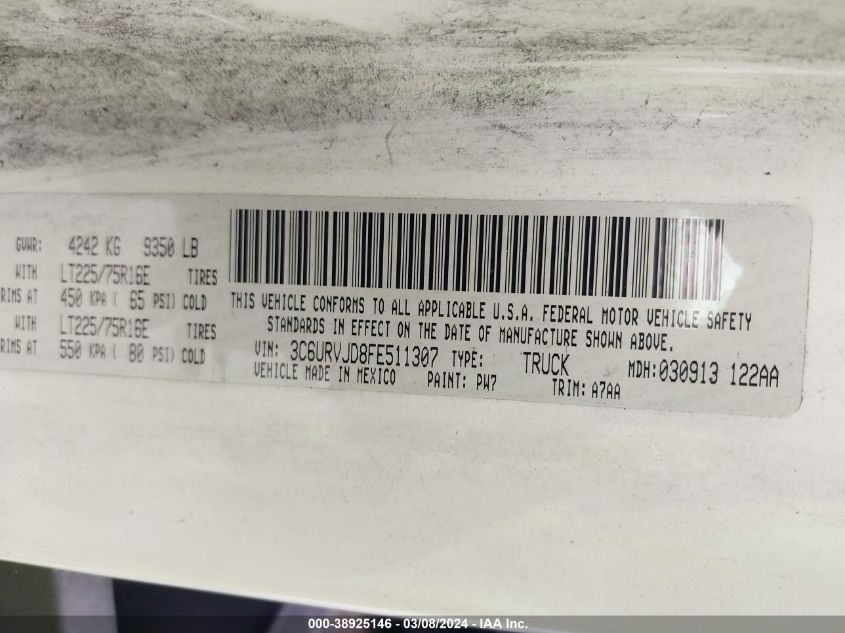 GVWR: 4242 KG 9350 LB
WITH LT225/75R16E TIRES
RIMS AT 450 KPA ( 65 PSI) COLD
WITH LT225/75R16E TIRES
RIMS AT 550 KPA ( 80 PSI) COLD
THIS VEHICLE CONFORMS TO ALL APPLICABLE U.S.A. FEDERAL MOTOR VEHICLE SAFETY
STANDARDS IN EFFECT ON THE DATE OF MANUFACTURE SHOWN ABOVE.
VIN: 3C6URVJD8FE511307 TYPE: TRUCK MDH: 030913 122AA
VEHICLE MADE IN MEXICO PAINT: PW7 TRIM: A7AA
000-38925146 - 03/08/2024 - IAA Inc.